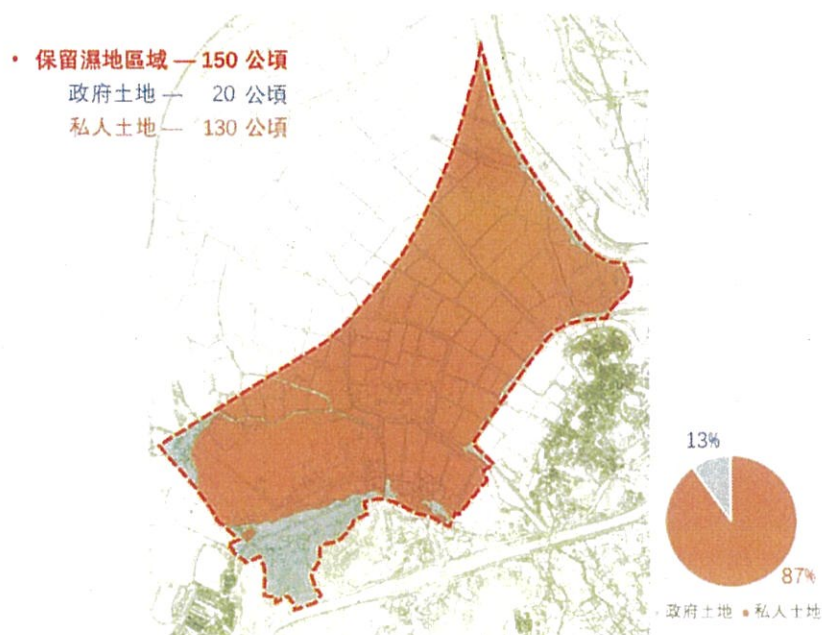 • 保留濕地區域 — 150 公頃
政府土地 — 20 公頃
私人土地 — 130 公頃
13%
87%
政府土地 • 私人土地